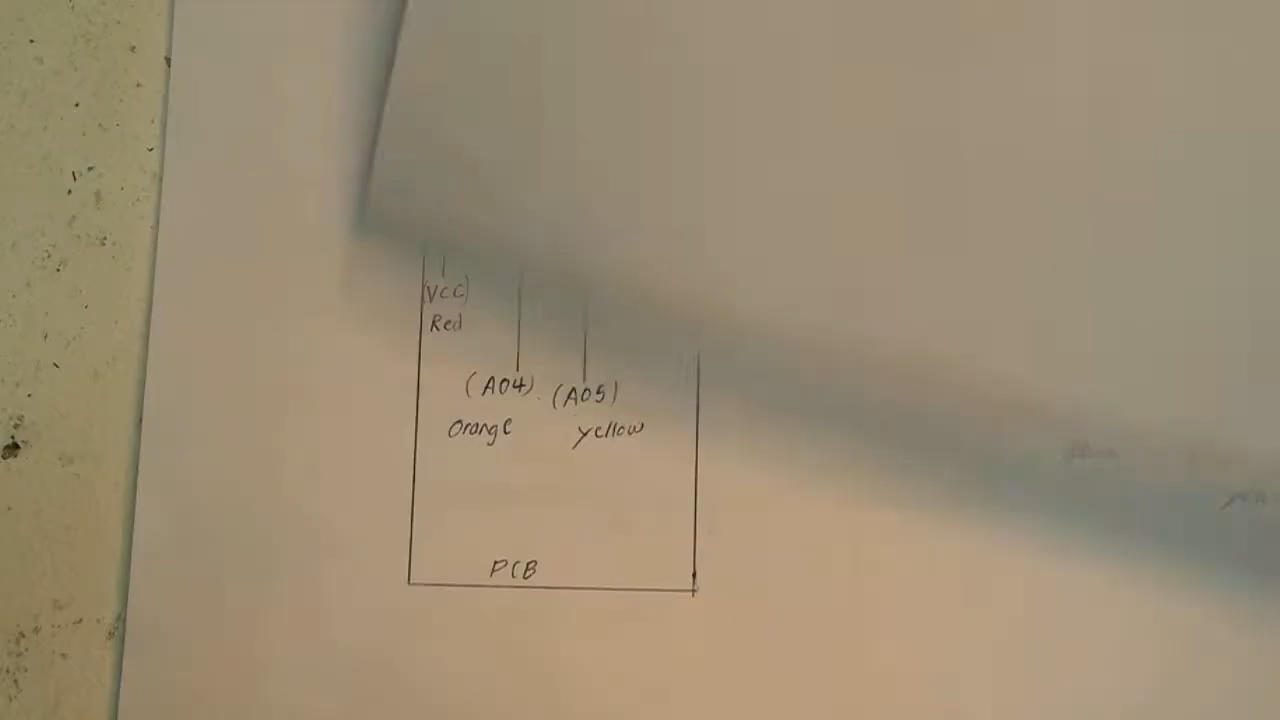 (VCC)
Red
(A04) (A05)
Orange yellow
PCB